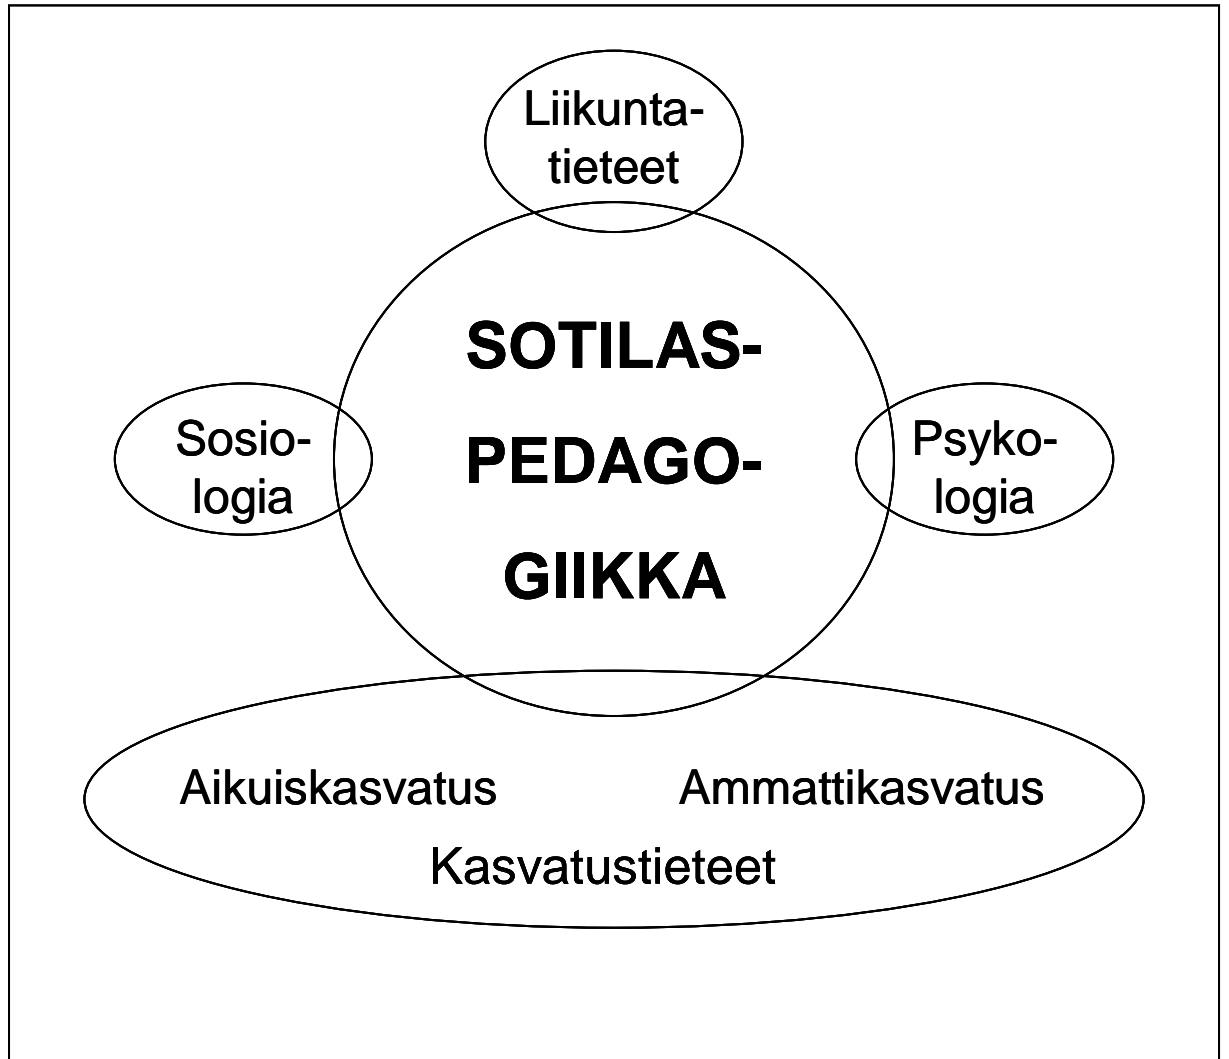 Liikunta-
tieteet
SOTILAS-
Sosio-
logia
PEDAGO-
Psyko-
logia
GIIKKA
Aikuiskasvatus
Ammattikasvatus
Kasvatustieteet